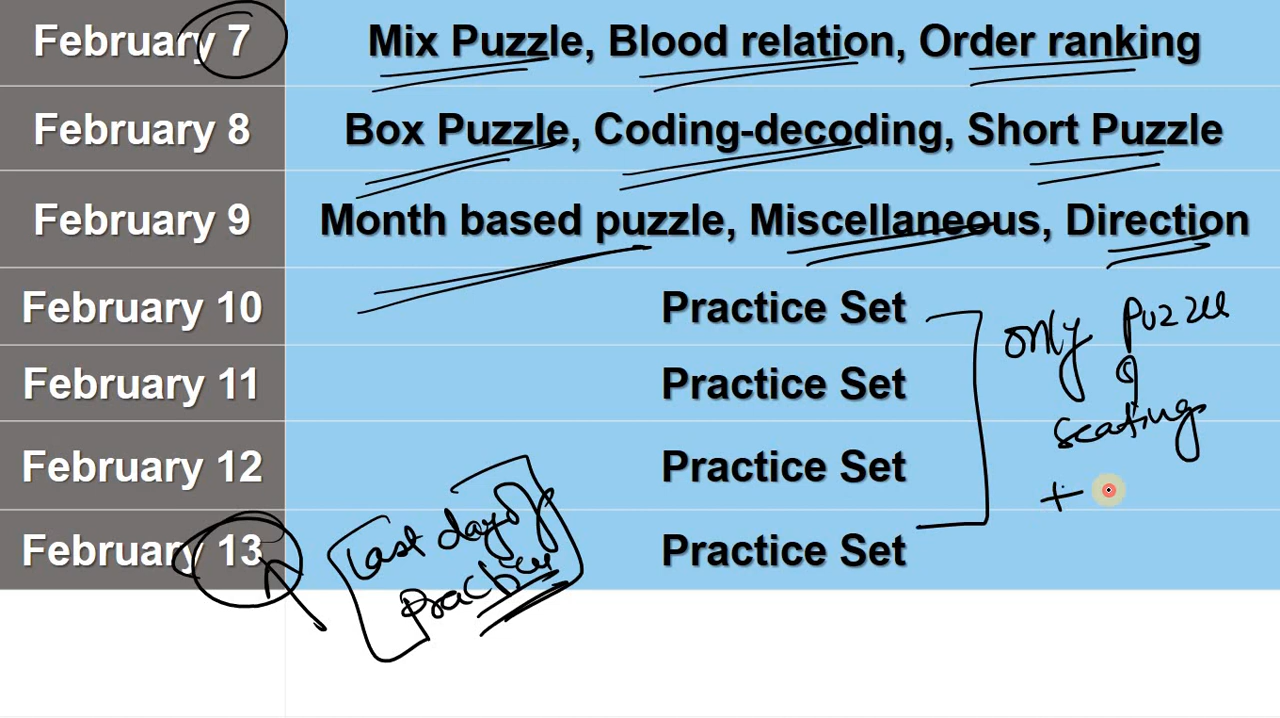 February 7 Mix Puzzle, Blood relation, Order ranking
February 8 Box Puzzle, Coding-decoding, Short Puzzle
February 9 Month based puzzle, Miscellaneous, Direction
February 10 Practice Set
February 11 Practice Set
February 12 Practice Set
February 13 Practice Set
only Puzzle
&
seating
+
Last day of
practice